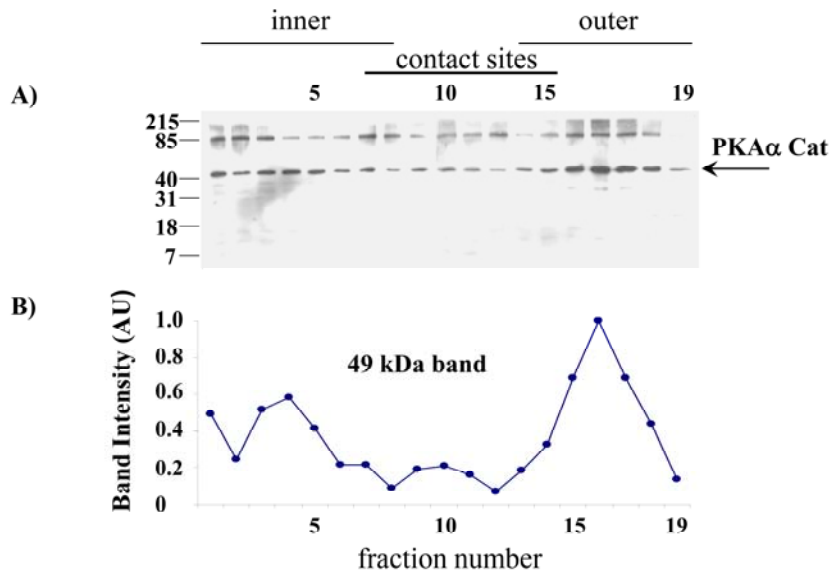 inner outer
contact sites
A) 5 10 15 19
215
85
40
31
18
7
PKAα Cat
B)
Band Intensity (AU)
1.0
0.8
0.6
0.4
0.2
0
49 kDa band
5 10 15 19
fraction number